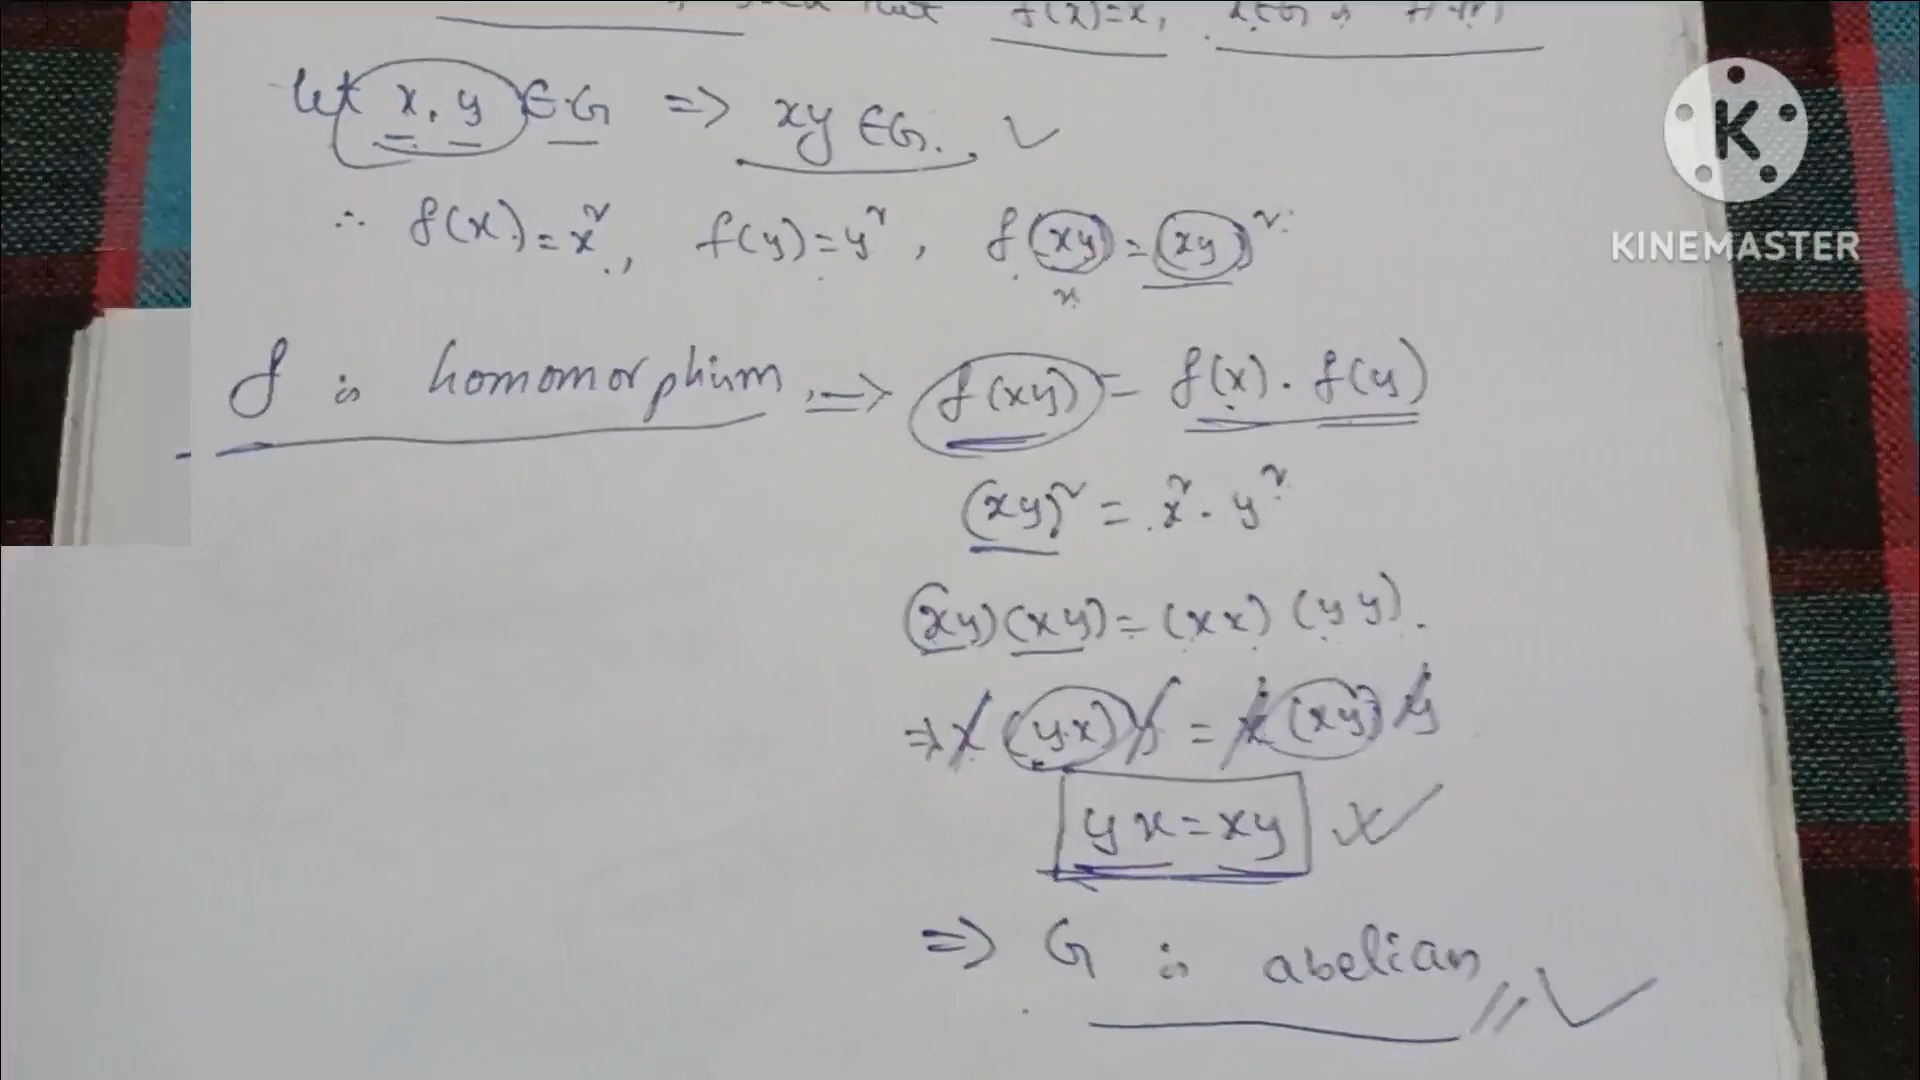 f(x)=x,
let x, y ∈ G => xy ∈ G.
∴ f(x)=x², f(y)=y², f(xy)=(xy)²
x
f is homomorphism => f(xy) = f(x).f(y)
(xy)² = x².y²
(xy)(xy)=(xx)(yy).
=> x(yx)y = x(xy)y
yx=xy
=> G is abelian
K
KINEMASTER